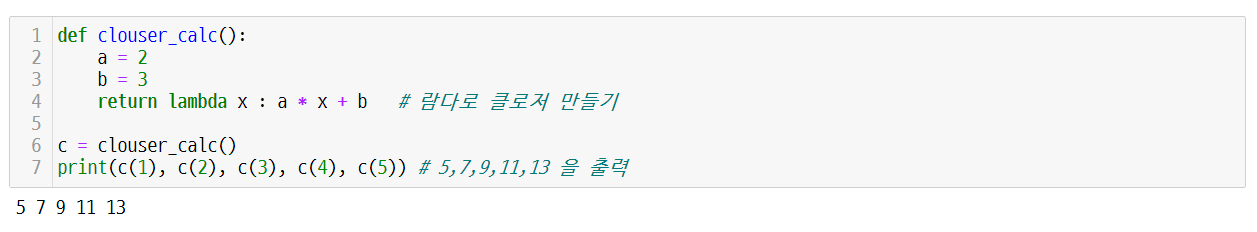 1 def clouser_calc():
2     a = 2
3     b = 3
4     return lambda x : a * x + b   # 람다로 클로저 만들기
5
6 c = clouser_calc()
7 print(c(1), c(2), c(3), c(4), c(5)) # 5,7,9,11,13 을 출력
5 7 9 11 13